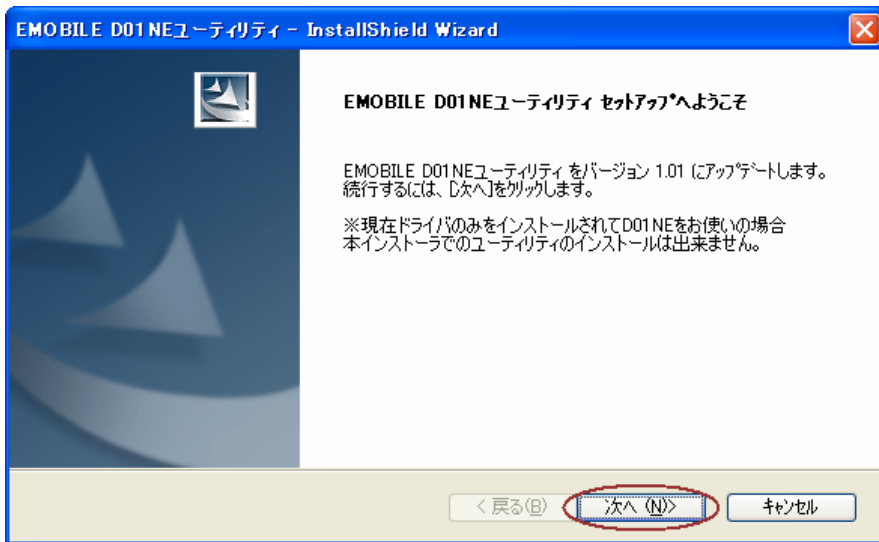 EMOBILE D01NEユーティリティ - InstallShield Wizard
EMOBILE D01NEユーティリティ セットアップへようこそ
EMOBILE D01NEユーティリティ をバージョン 1.01 にアップデートします。
続行するには、[次へ]をクリックします。
※現在ドライバのみをインストールされてD01NEをお使いの場合
本インストーラでのユーティリティのインストールは出来ません。
< 戻る(B)
次へ (N)>
キャンセル